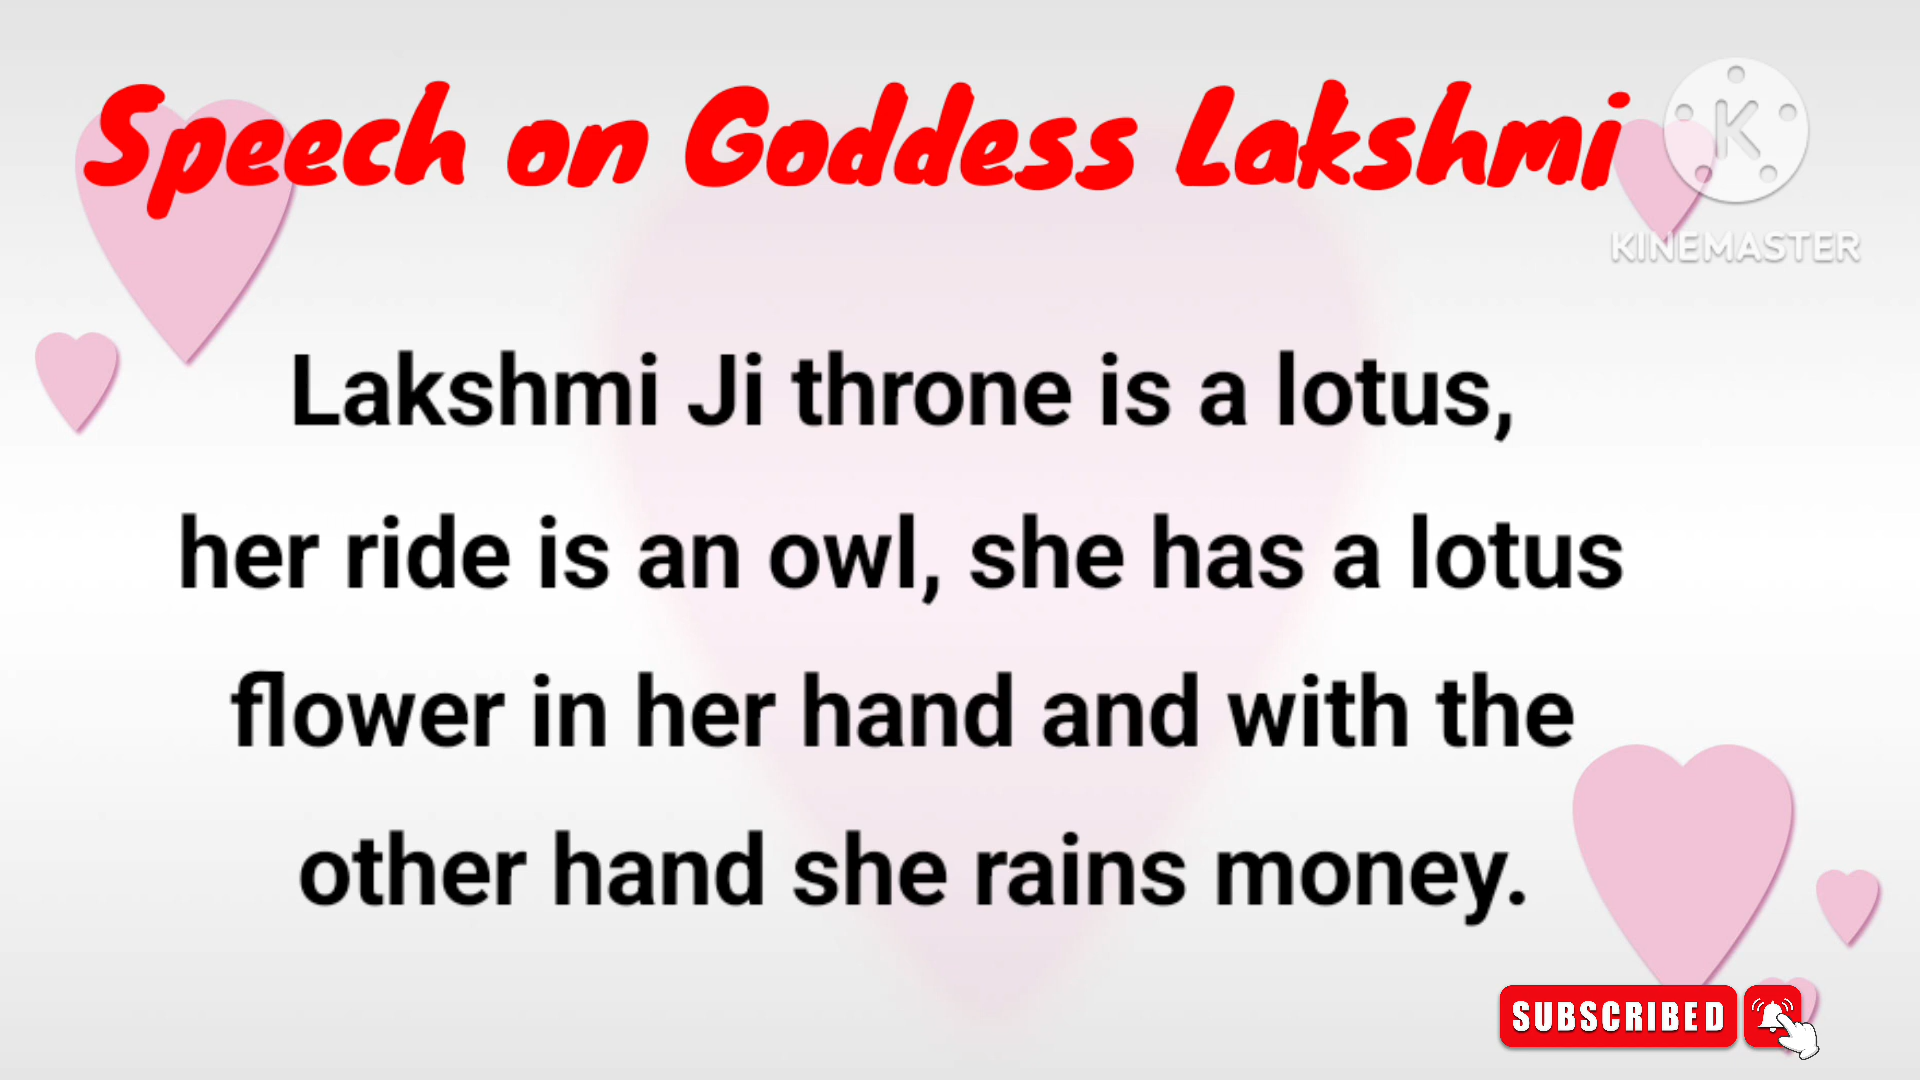 Speech on Goddess Lakshmi
K
KINEMASTER
Lakshmi Ji throne is a lotus,
her ride is an owl, she has a lotus
flower in her hand and with the
other hand she rains money.
SUBSCRIBED